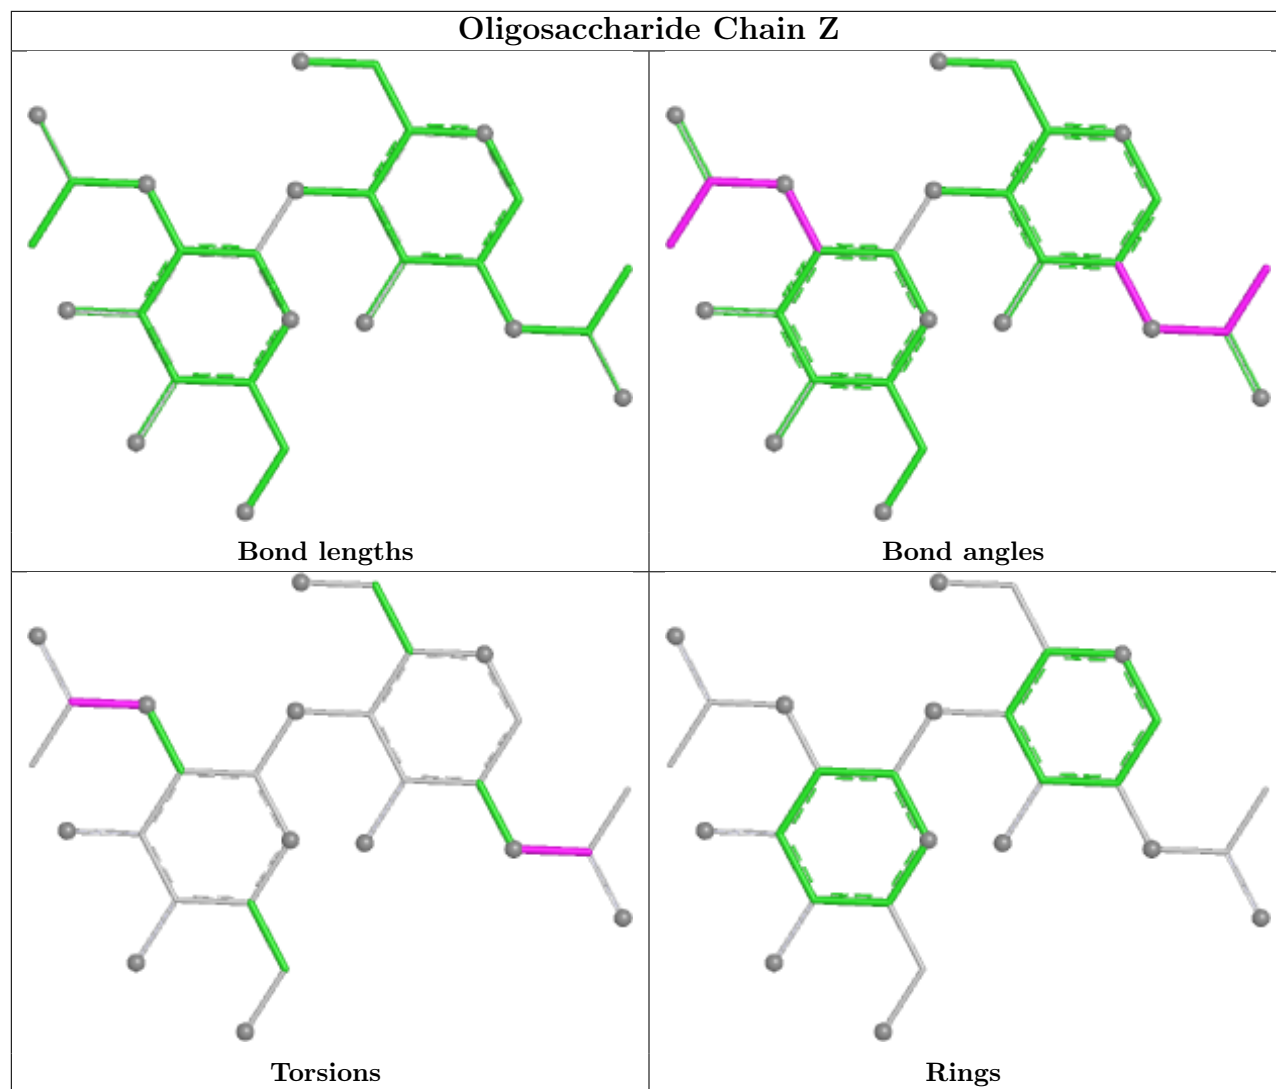 Oligosaccharide Chain Z
Bond lengths
Bond angles
Torsions
Rings